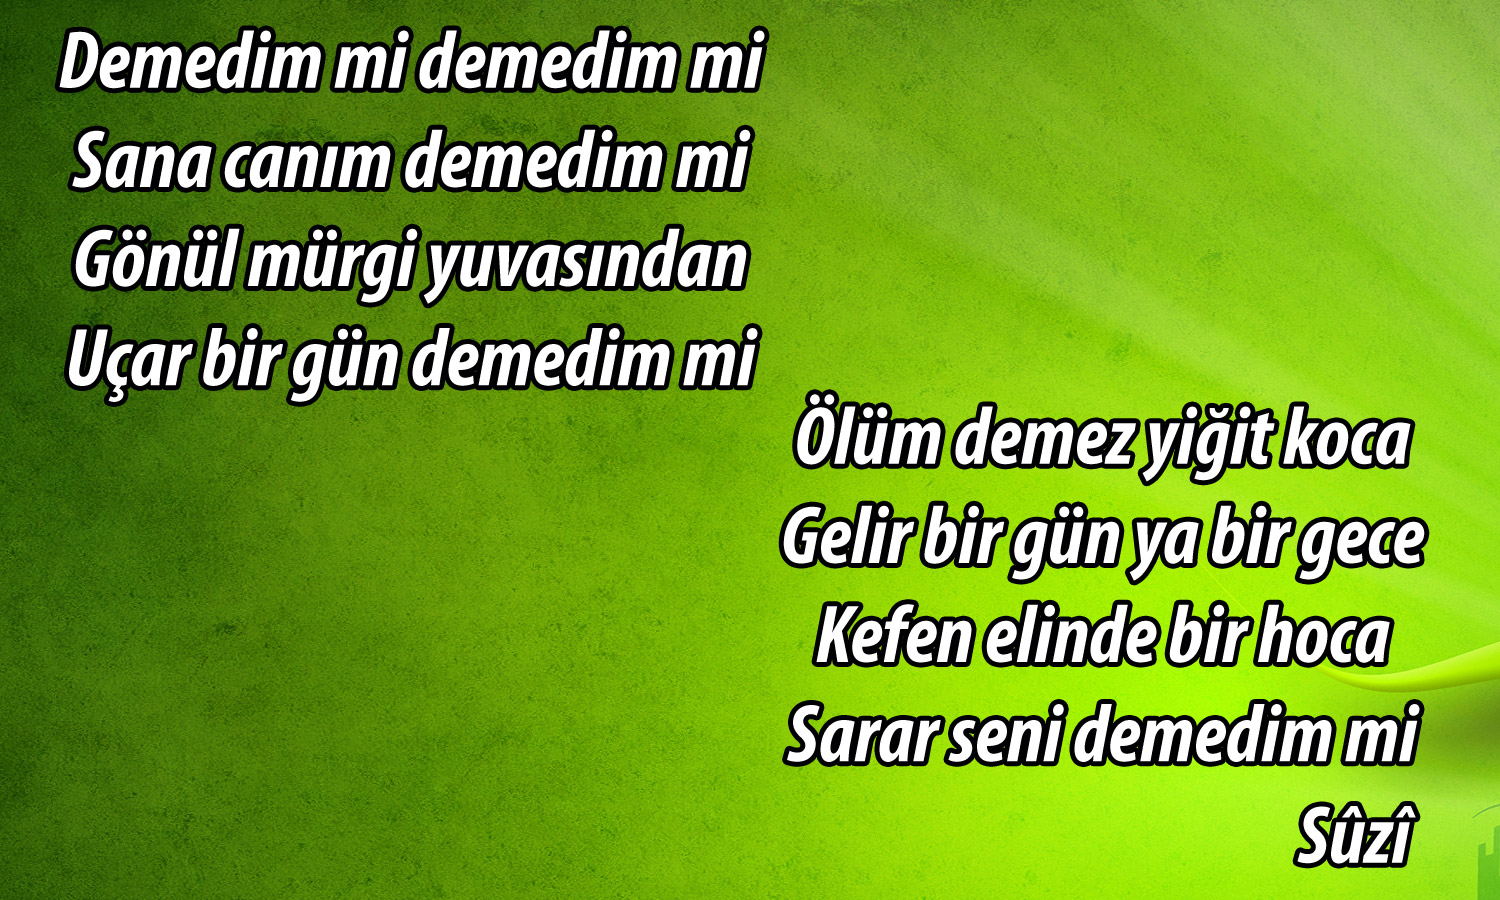 Demedim mi demedim mi
Sana canım demedim mi
Gönül mürgi yuvasından
Uçar bir gün demedim mi
Ölüm demez yiğit koca
Gelir bir gün ya bir gece
Kefen elinde bir hoca
Sarar seni demedim mi
Sûzî